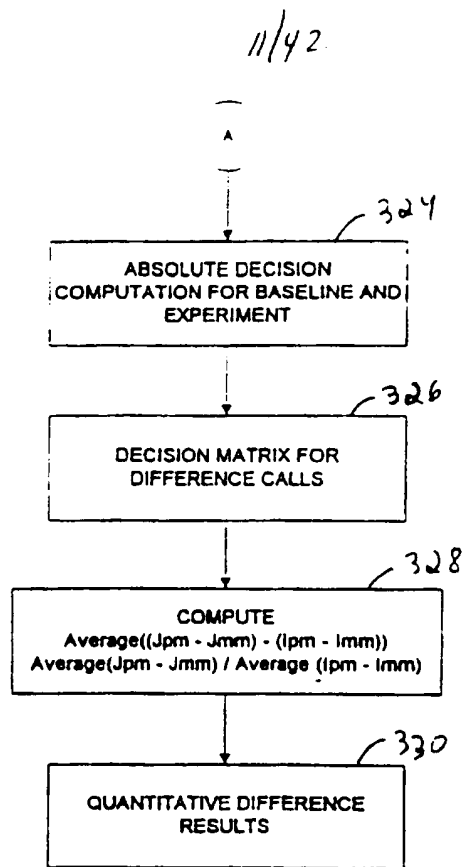 11/42
A
324
ABSOLUTE DECISION
COMPUTATION FOR BASELINE AND
EXPERIMENT
326
DECISION MATRIX FOR
DIFFERENCE CALLS
328
COMPUTE
Average((Jpm - Jmm) - (Ipm - Imm))
Average(Jpm - Jmm) / Average (Ipm - Imm)
330
QUANTITATIVE DIFFERENCE
RESULTS